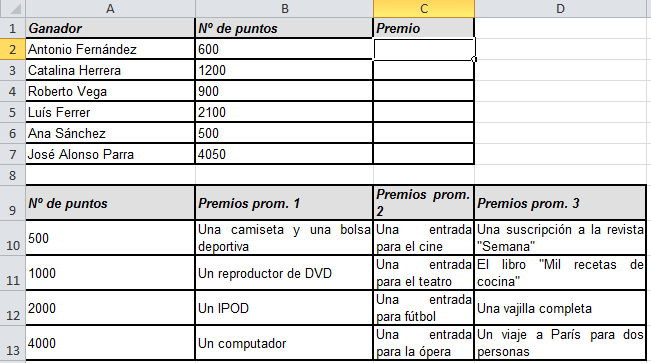 A B C D
1 Ganador Nº de puntos Premio
2 Antonio Fernández 600
3 Catalina Herrera 1200
4 Roberto Vega 900
5 Luís Ferrer 2100
6 Ana Sánchez 500
7 José Alonso Parra 4050
8
Premios prom.
9 Nº de puntos Premios prom. 1 2 Premios prom. 3
Una camiseta y una bolsa Una entrada Una suscripción a la revista
10 500 deportiva para el cine "Semana"
Una entrada El libro "Mil recetas de
11 1000 Un reproductor de DVD para el teatro cocina"
Una entrada
12 2000 Un IPOD para fútbol Una vajilla completa
Una entrada Un viaje a París para dos
13 4000 Un computador para la ópera personas